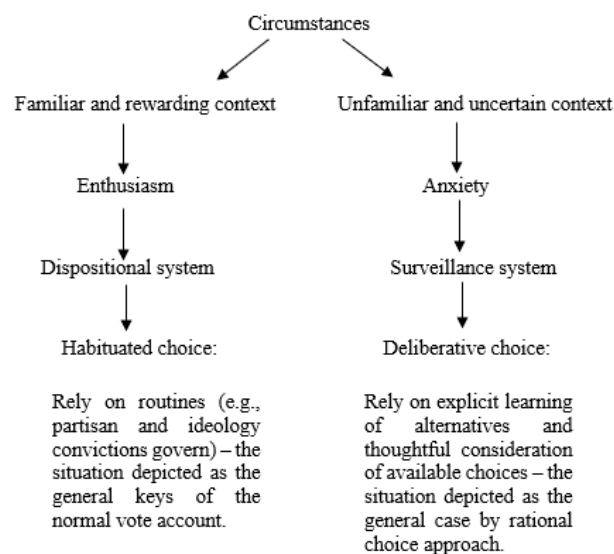 Circumstances
Familiar and rewarding context
Unfamiliar and uncertain context
Enthusiasm
Anxiety
Dispositional system
Surveillance system
Habituated choice:
Deliberative choice:
Rely on routines (e.g.,
partisan and ideology
convictions govern) – the
situation depicted as the
general keys of the
normal vote account.
Rely on explicit learning
of alternatives and
thoughtful consideration
of available choices – the
situation depicted as the
general case by rational
choice approach.